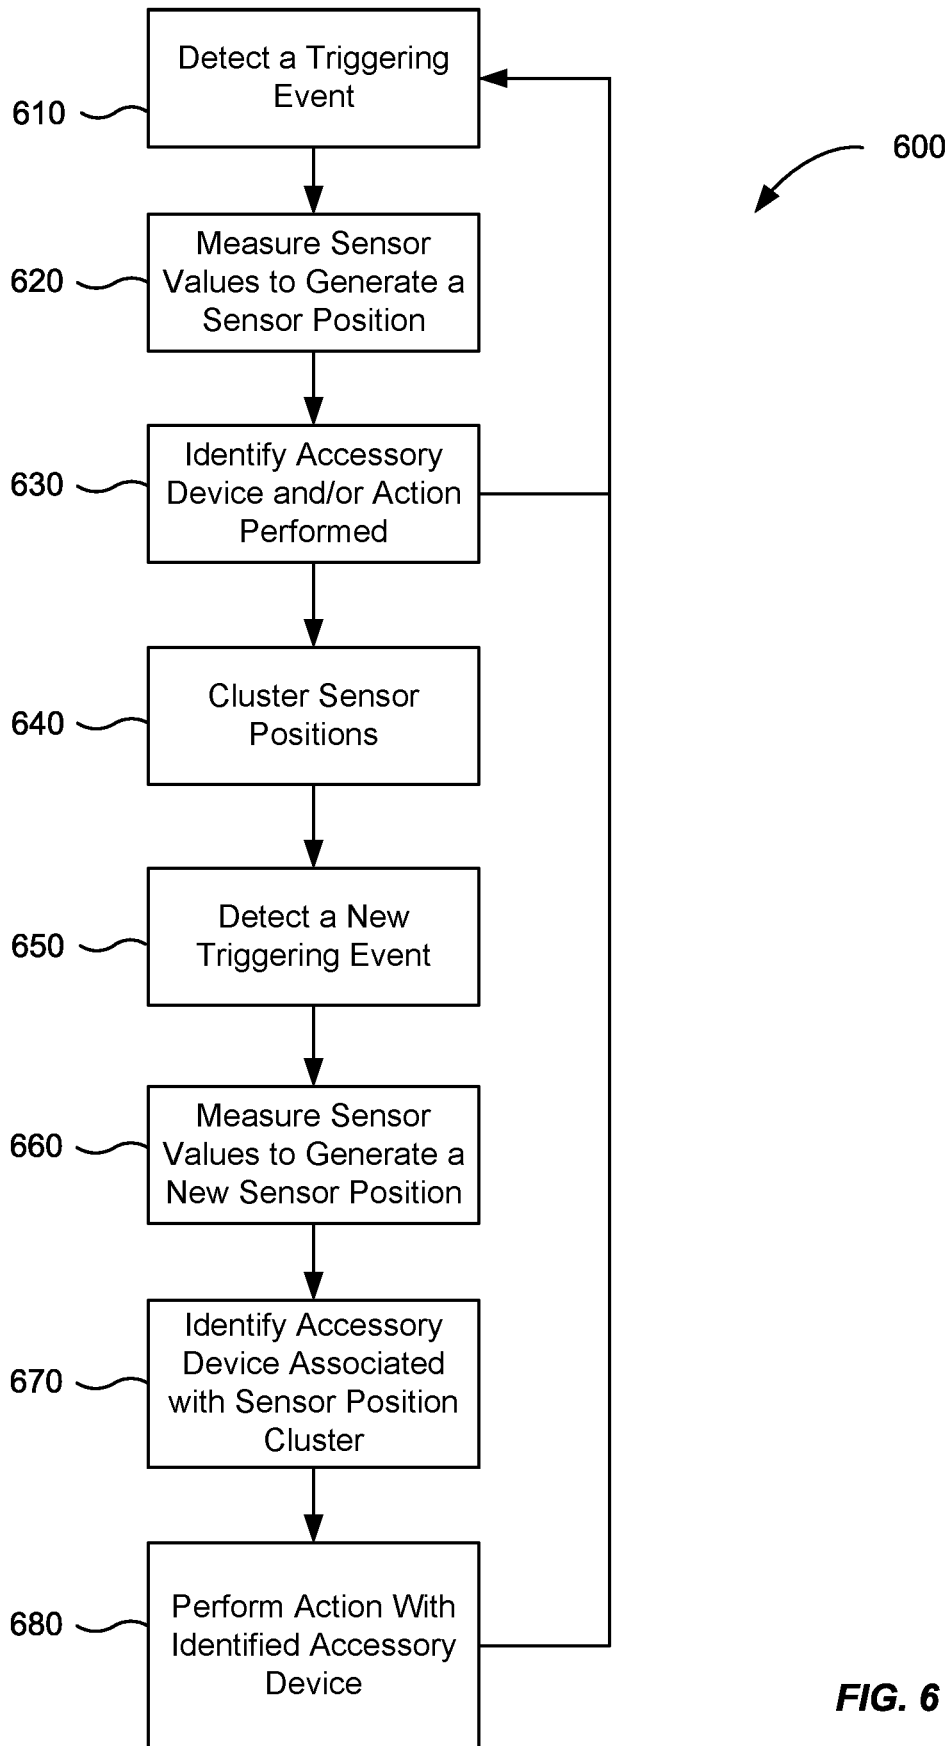 Detect a Triggering
Event
610
600
Measure Sensor
Values to Generate a
Sensor Position
620
Identify Accessory
Device and/or Action
Performed
630
Cluster Sensor
Positions
640
Detect a New
Triggering Event
650
Measure Sensor
Values to Generate a
New Sensor Position
660
Identify Accessory
Device Associated
with Sensor Position
Cluster
670
Perform Action With
Identified Accessory
Device
680
FIG. 6